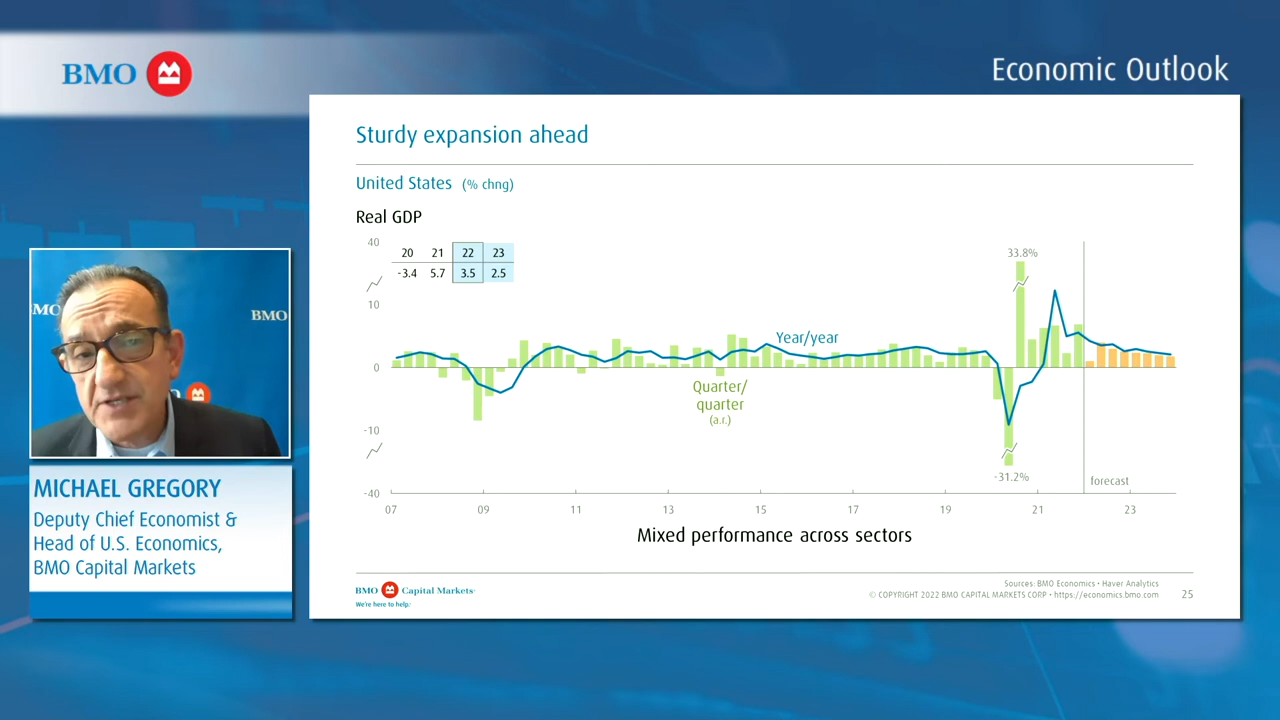 BMO
Economic Outlook
Sturdy expansion ahead
United States (% chng)
Real GDP
40
20 21 22 23
-3.4 5.7 3.5 2.5
33.8%
10
Year/year
0
Quarter/
quarter
(a.r.)
-10
-31.2%
forecast
-40
07 09 11 13 15 17 19 21 23
Mixed performance across sectors
BMO Capital Markets
We're here to help.
Sources: BMO Economics • Haver Analytics
© COPYRIGHT 2022 BMO CAPITAL MARKETS CORP • https://economics.bmo.com
25
MO
BMO
MICHAEL GREGORY
Deputy Chief Economist &
Head of U.S. Economics,
BMO Capital Markets